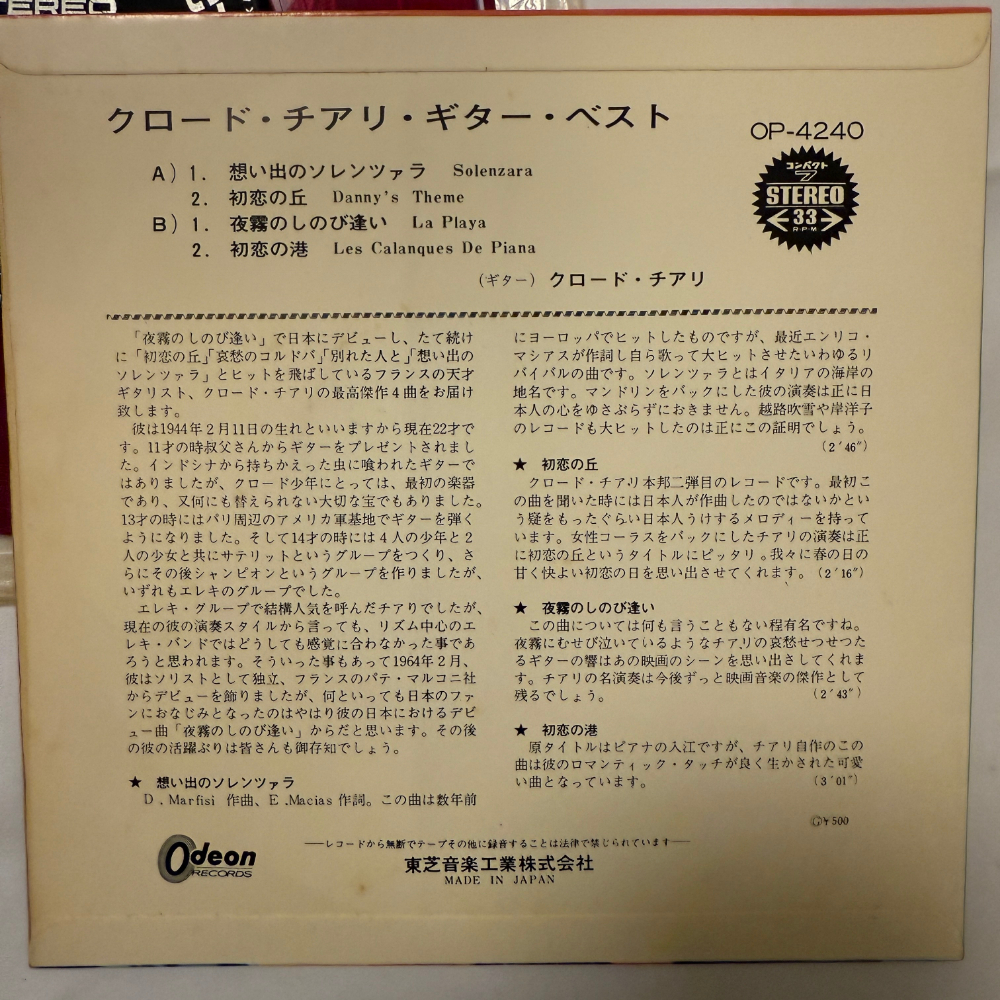 STEREO
クロード・チアリ・ギター・ベスト
OP-4240
コンパクト
7
STEREO
33
R・P・M
A) 1. 想い出のソレンツァラ Solenzara
2. 初恋の丘 Danny's Theme
B) 1. 夜霧のしのび逢い La Playa
2. 初恋の港 Les Calanques De Piana
(ギター) クロード・チアリ
「夜霧のしのび逢い」で日本にデビューし、たて続け
に「初恋の丘」「哀愁のコルドバ」「別れた人と」「想い出の
ソレンツァラ」とヒットを飛ばしているフランスの天才
ギタリスト、クロード・チアリの最高傑作4曲をお届け
致します。
彼は1944年2月11日の生れといいますから現在22才で
す。11才の時叔父さんからギターをプレゼントされまし
た。インドシナから持ちかえった虫に喰われたギターで
はありましたが、クロード少年にとっては、最初の楽器
であり、又何にも替えられない大切な宝でもありました。
13才の時にはパリ周辺のアメリカ軍基地でギターを弾く
ようになりました。そして14才の時には4人の少年と2
人の少女と共にサテリットというグループをつくり、さ
らにその後シャンピオンというグループを作りましたが、
いずれもエレキのグループでした。
エレキ・グループで結構人気を呼んだチアリでしたが、
現在の彼の演奏スタイルから言っても、リズム中心のエ
レキ・バンドではどうしても感覚に合わなかった事であ
ろうと思われます。そういった事もあって1964年2月、
彼はソリストとして独立、フランスのパテ・マルコニ社
からデビューを飾りましたが、何といっても日本のファ
ンにおなじみとなったのはやはり彼の日本におけるデビ
ュー曲「夜霧のしのび逢い」からだと思います。その後
の彼の活躍ぶりは皆さんも御存知でしょう。
★ 想い出のソレンツァラ
D.Marfisi 作曲、E.Macias 作詞。この曲は数年前
にヨーロッパでヒットしたものですが、最近エンリコ・
マシアスが作詞し自ら歌って大ヒットさせたいわゆるリ
バイバルの曲です。ソレンツァラとはイタリアの海岸の
地名です。マンドリンをバックにした彼の演奏は正に日
本人の心をゆさぶらずにおきません。越路吹雪や岸洋子
のレコードも大ヒットしたのは正にこの証明でしょう。
(2′46″)
★ 初恋の丘
クロード・チアリ本邦二弾目のレコードです。最初こ
の曲を聞いた時には日本人が作曲したのではないかとい
う疑をもったぐらい日本人うけするメロディーを持って
います。女性コーラスをバックにしたチアリの演奏は正
に初恋の丘というタイトルにピッタリ。我々に春の日の
甘く快よい初恋の日を思い出させてくれます。(2′16″)
★ 夜霧のしのび逢い
この曲については何も言うこともない程有名ですね。
夜霧にむせび泣いているようなチアリの哀愁せつせつた
るギターの響はあの映画のシーンを思い出さしてくれま
す。チアリの名演奏は今後ずっと映画音楽の傑作として
残るでしょう。 (2′43″)
★ 初恋の港
原タイトルはピアナの入江ですが、チアリ自作のこの
曲は彼のロマンティック・タッチが良く生かされた可愛
い曲となっています。 (3′01″)
Ⓖ¥500
Odeon
RECORDS
——レコードから無断でテープその他に録音することは法律で禁じられています——
東芝音楽工業株式会社
MADE IN JAPAN